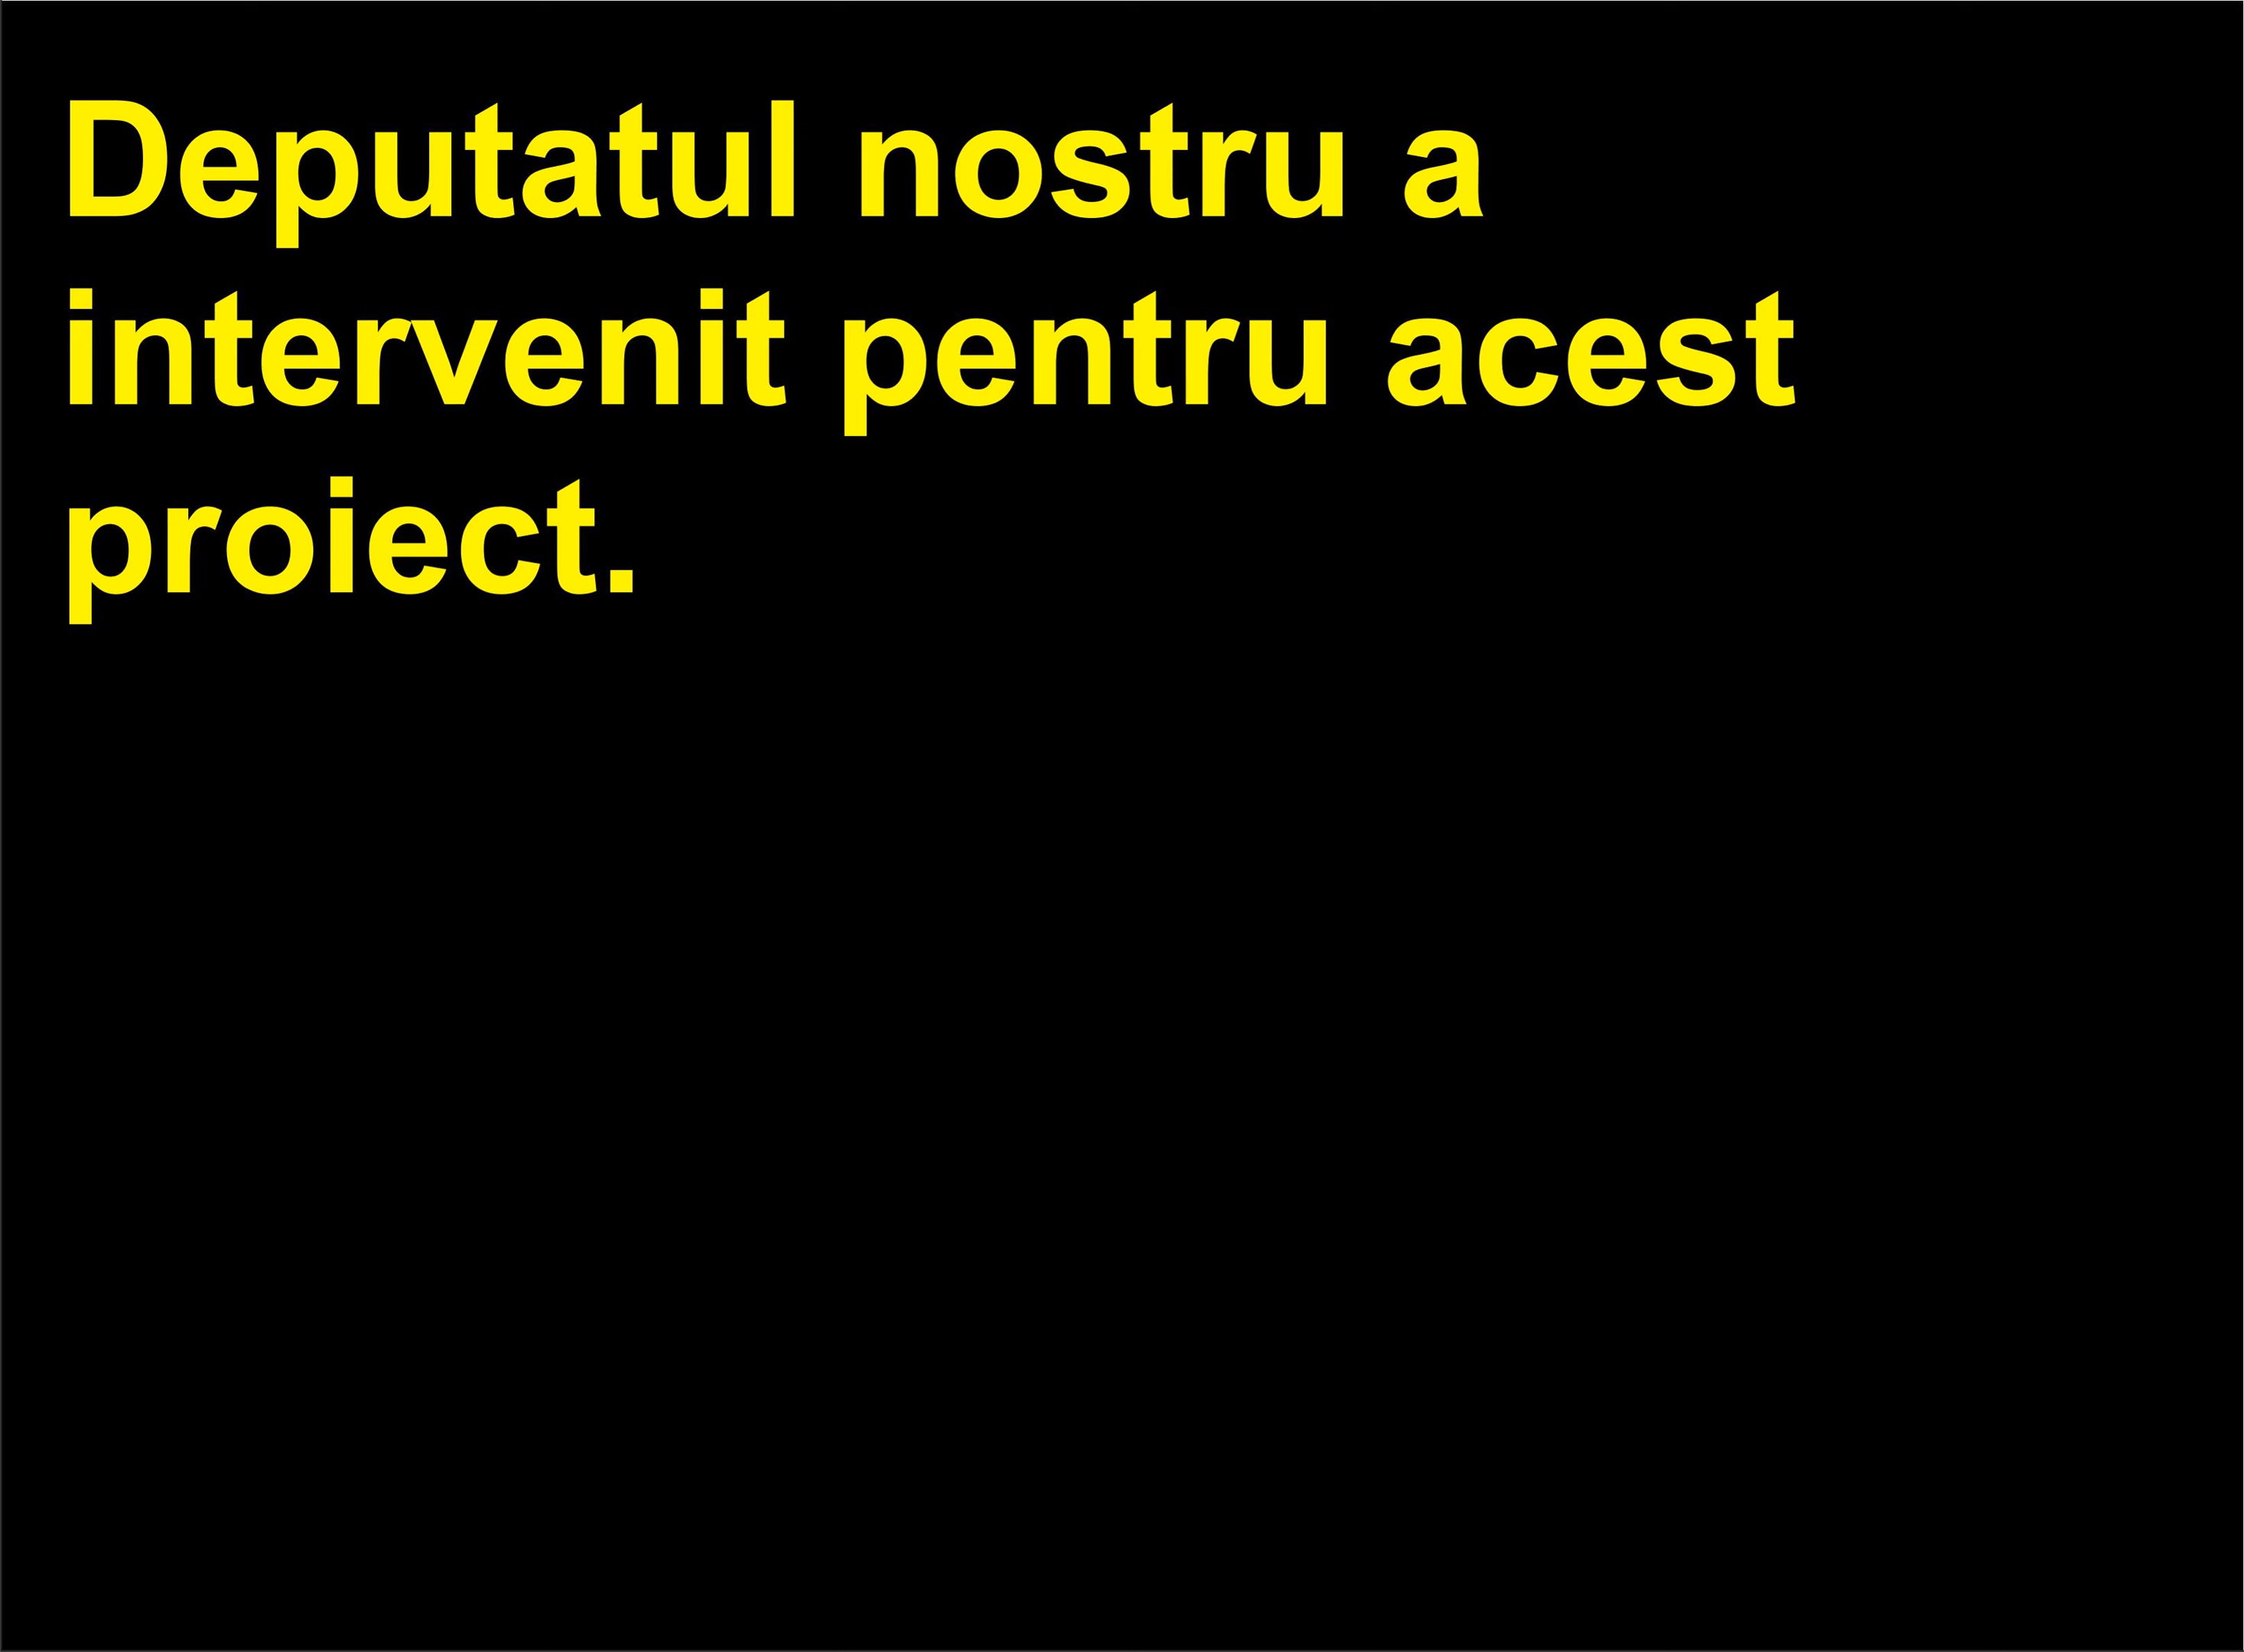 Deputatul nostru a
intervenit pentru acest
proiect.